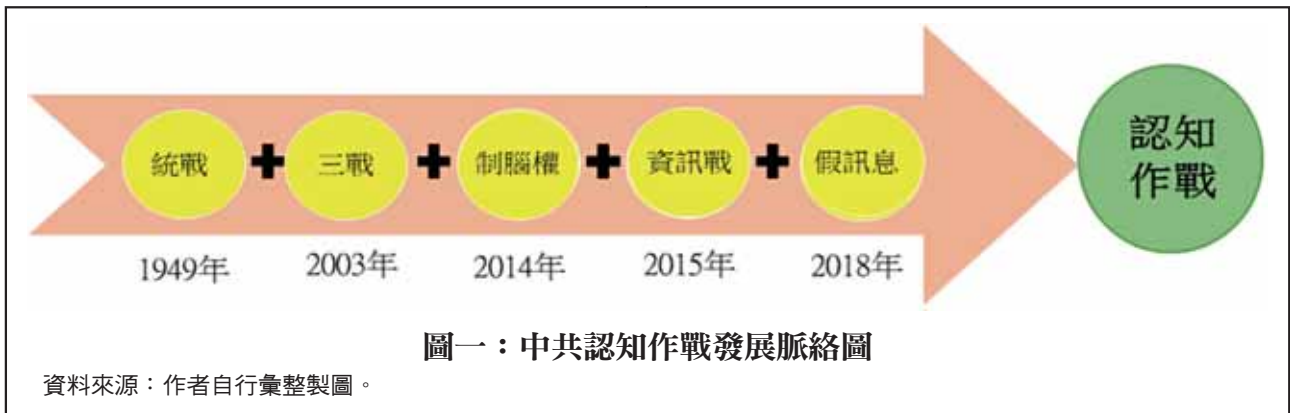 統戰 + 三戰 + 制腦權 + 資訊戰 + 假訊息
認知
作戰
1949年 2003年 2014年 2015年 2018年
圖一：中共認知作戰發展脈絡圖
資料來源：作者自行彙整製圖。